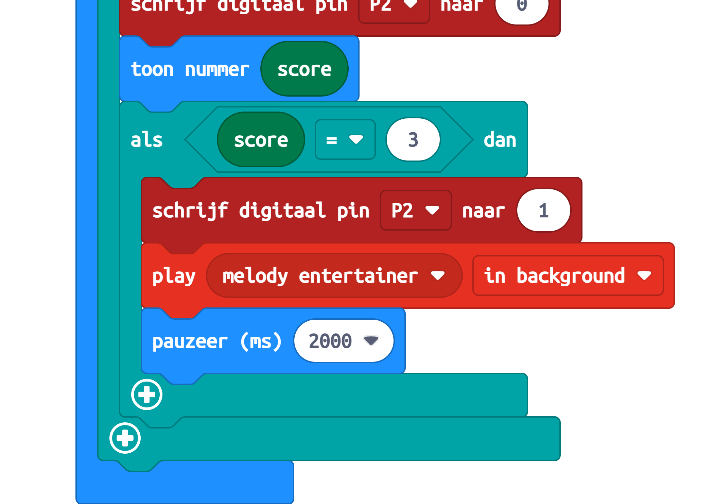 schrijf digitaal pin P2 naar 0
toon nummer score
als score = 3 dan
schrijf digitaal pin P2 naar 1
play melody entertainer in background
pauzeer (ms) 2000